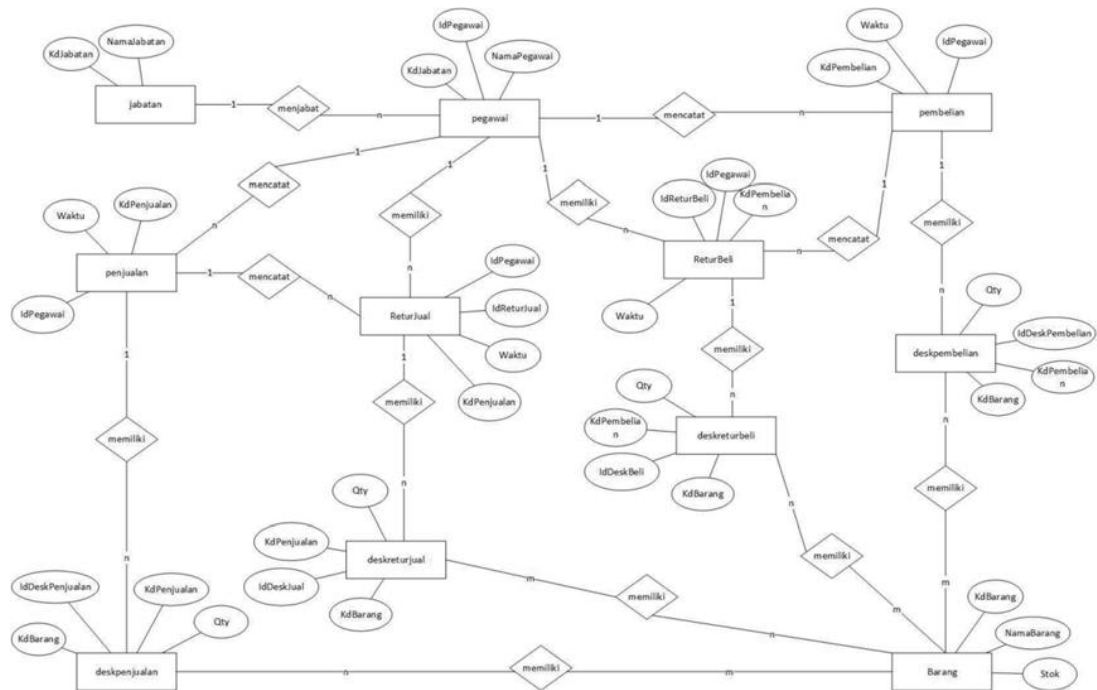 IdPegawai
Waktu
NamaJabatan
IdPegawai
KdJabatan
NamaPegawai
KdJabatan
KdPembelian
jabatan
1
menjabat
n
pegawai
1
mencatat
n
pembelian
1
1
1
1
1
mencatat
IdPegawai
KdPenjualan
Waktu
IdReturBeli
KdPembelia
n
memiliki
memiliki
memiliki
n
n
mencatat
n
penjualan
1
mencatat
n
ReturBeli
n
IdPegawai
IdPegawai
n
ReturJual
IdReturJual
Waktu
1
Qty
n
Waktu
IdDeskPembelian
1
1
memiliki
deskpembelian
KdPembelia
n
KdPenjualan
Qty
KdBarang
memiliki
n
n
memiliki
KdPembelia
n
deskreturbeli
IdDeskBeli
KdBarang
n
memiliki
n
Qty
KdPenjualan
deskreturjual
n
memiliki
IdDeskJual
m
m
KdBarang
IdDeskPenjualan
KdPenjualan
memiliki
KdBarang
m
Qty
NamaBarang
KdBarang
n
deskpenjualan
n
memiliki
m
Barang
Stok